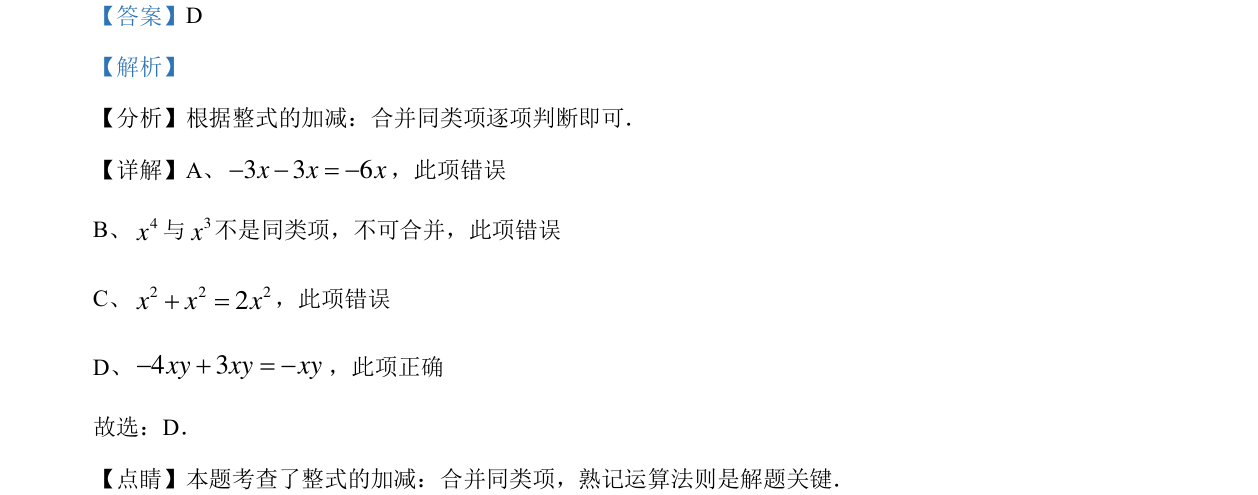 【答案】D
【解析】
【分析】根据整式的加减：合并同类项逐项判断即可．
【详解】A、−3x−3x=−6x，此项错误
B、x⁴与x³不是同类项，不可合并，此项错误
C、x²+x²=2x²，此项错误
D、−4xy+3xy=−xy，此项正确
故选：D．
【点睛】本题考查了整式的加减：合并同类项，熟记运算法则是解题关键．